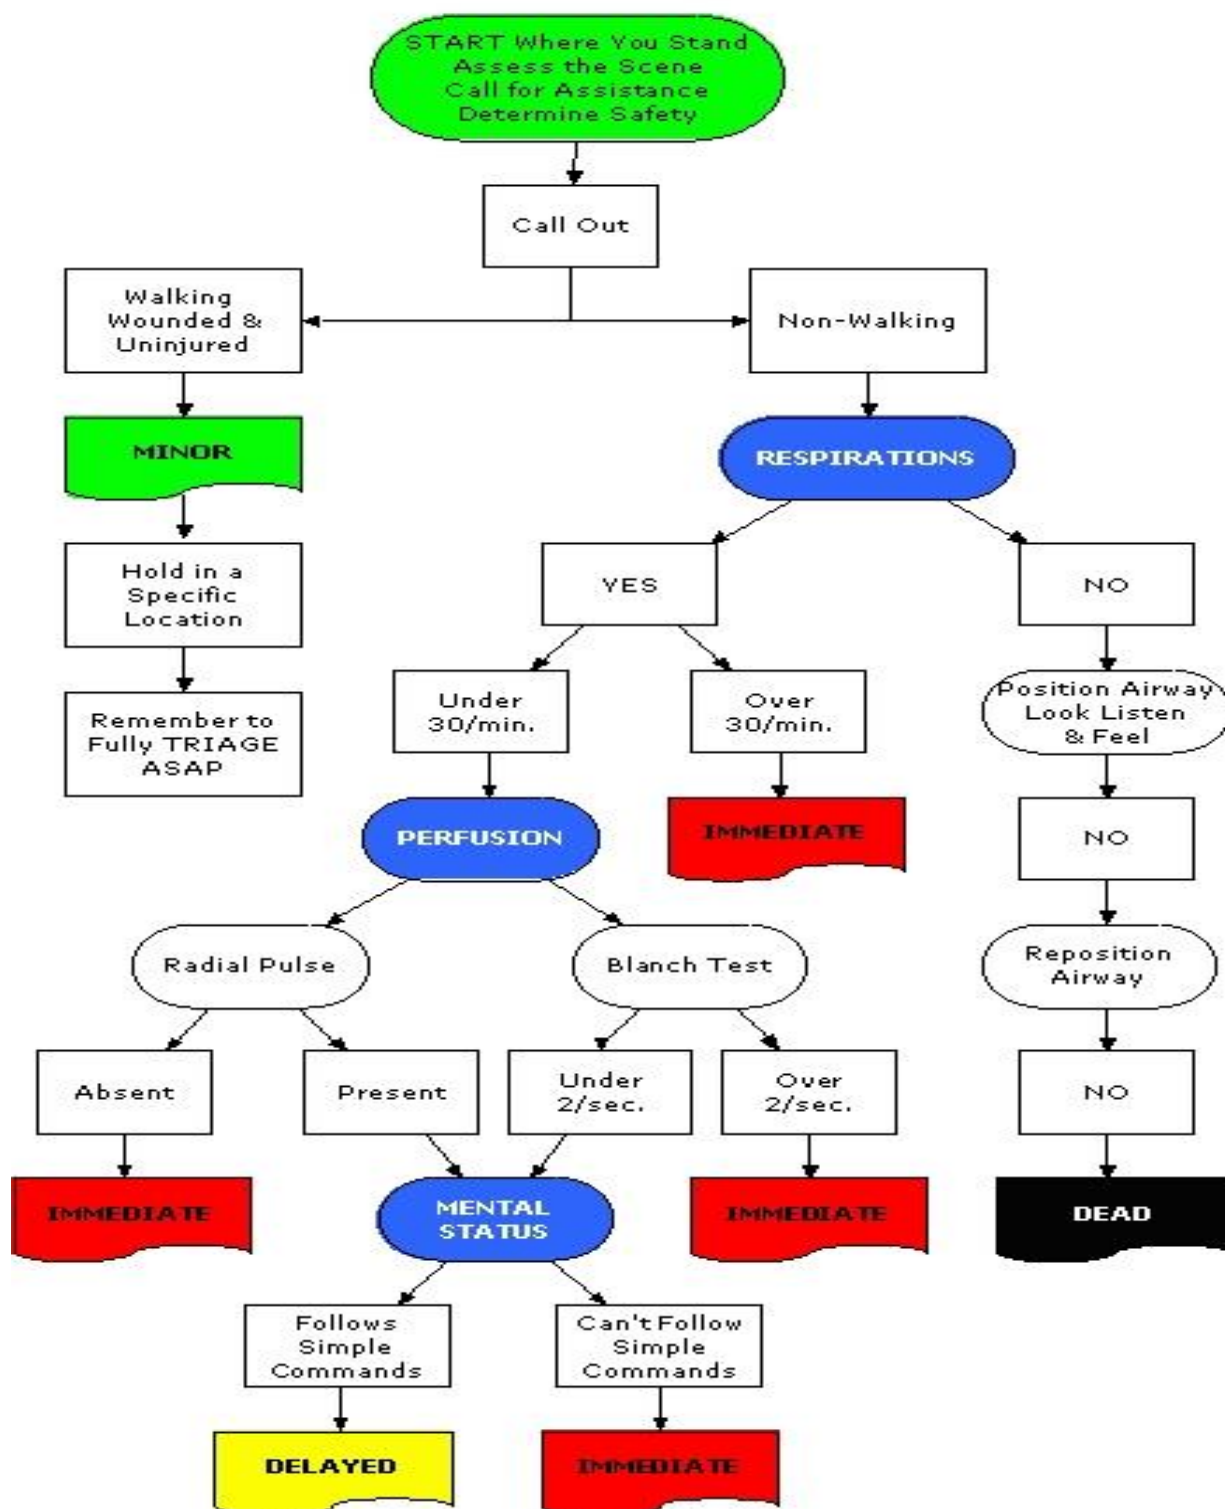 START Where You Stand
Assess the Scene
Call for Assistance
Determine Safety
Call Out
Walking
Wounded &
Uninjured
Non-Walking
MINOR
RESPIRATIONS
Hold in a
Specific
Location
YES
NO
Remember to
Fully TRIAGE
ASAP
Under
30/min.
Over
30/min.
Position Airway
Look Listen
& Feel
PERFUSION
IMMEDIATE
NO
Radial Pulse
Blanch Test
Reposition
Airway
Absent
Present
Under
2/sec.
Over
2/sec.
NO
IMMEDIATE
MENTAL
STATUS
IMMEDIATE
DEAD
Follows
Simple
Commands
Can't Follow
Simple
Commands
DELAYED
IMMEDIATE